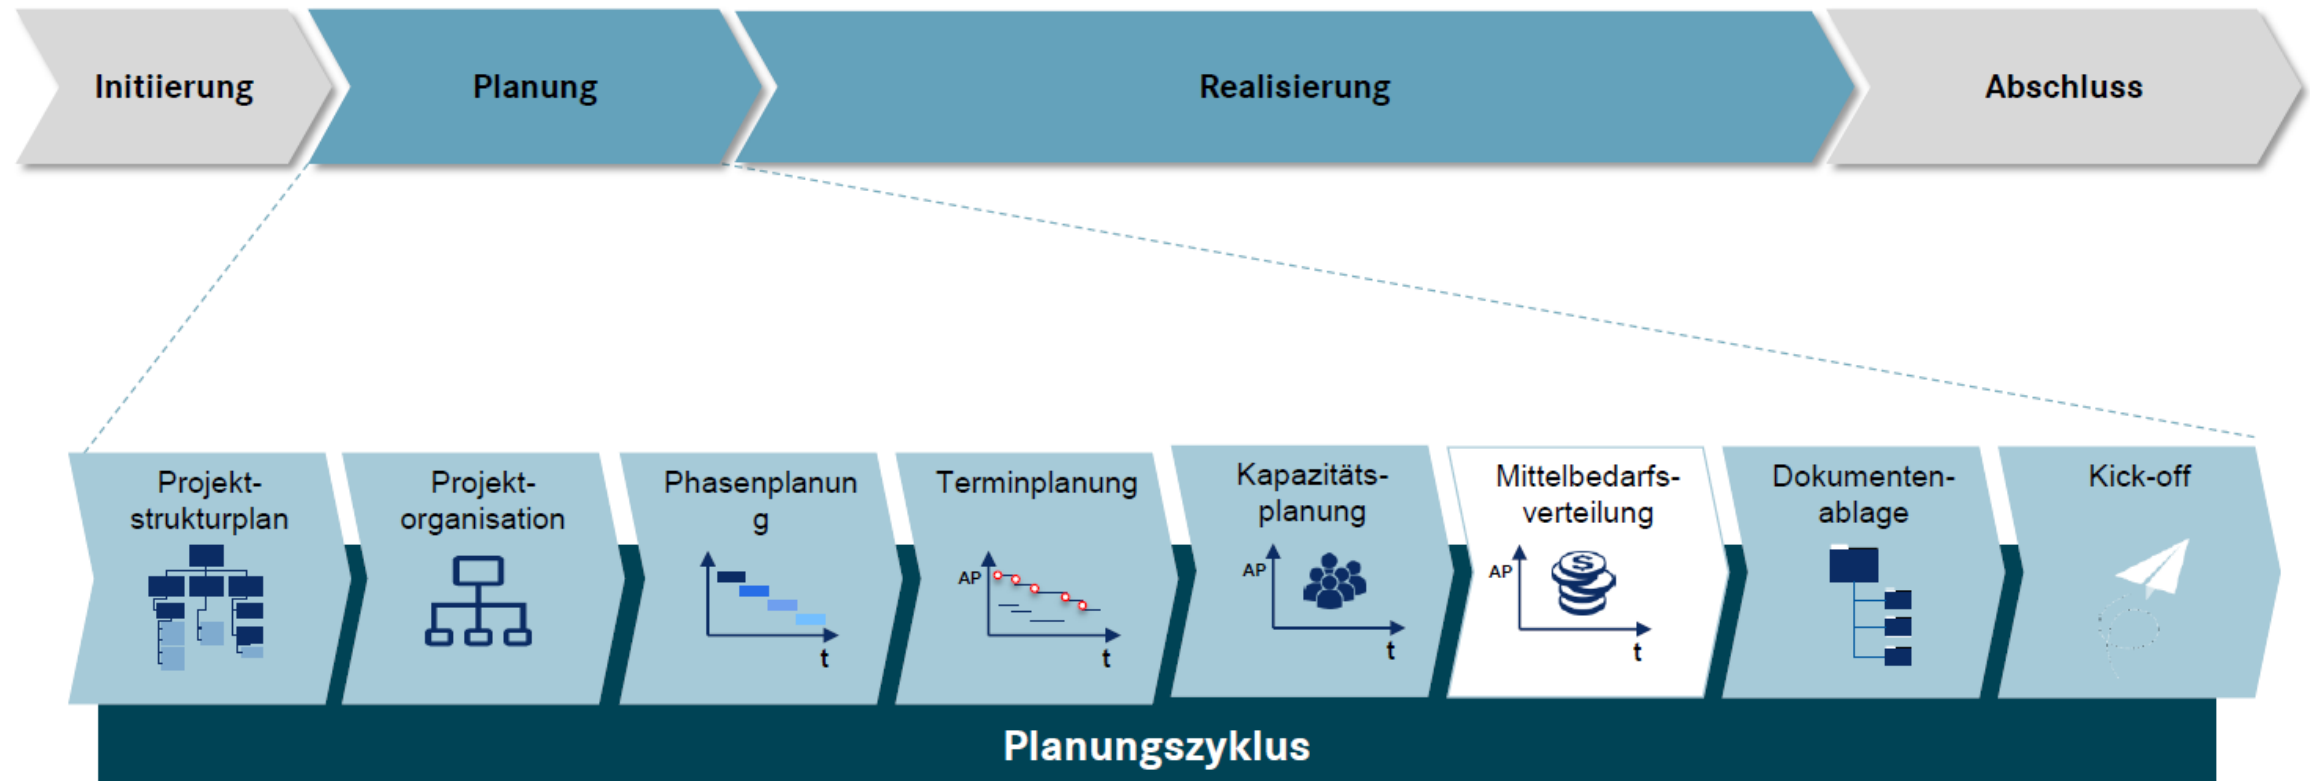 Initiierung
Planung
Realisierung
Abschluss
Projekt-
strukturplan
Projekt-
organisation
Phasenplanun
g
t
Terminplanung
AP
t
Kapazitäts-
planung
AP
t
Mittelbedarfs-
verteilung
AP
$
t
Dokumenten-
ablage
Kick-off
Planungszyklus